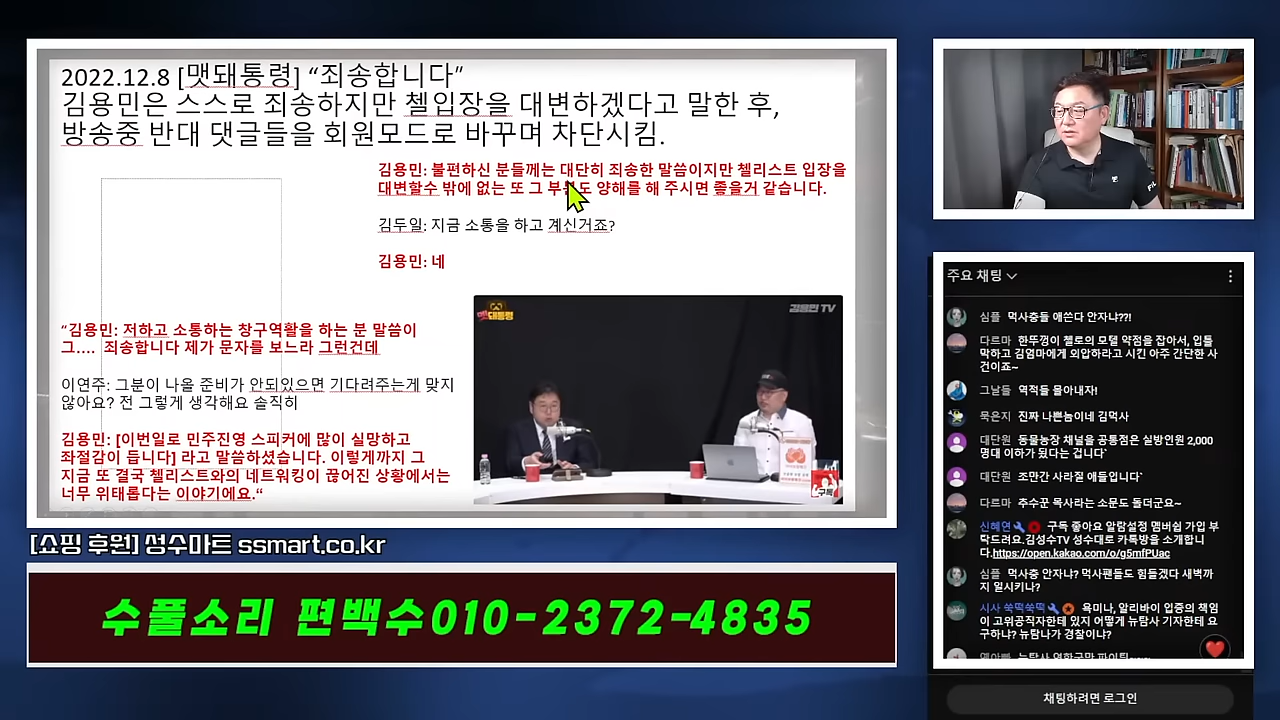 2022.12.8 [맷돼통령] “죄송합니다”
김용민은 스스로 죄송하지만 첼입장을 대변하겠다고 말한 후,
방송중 반대 댓글들을 회원모드로 바꾸며 차단시킴.
김용민: 불편하신 분들께는 대단히 죄송한 말씀이지만 첼리스트 입장을
대변할수 밖에 없는 또 그 도 양해를 해 주시면 좋을거 같습니다.
김두일: 지금 소통을 하고 계신거죠?
김용민: 네
“김용민: 저하고 소통하는 창구역활을 하는 분 말씀이
그.... 죄송합니다 제가 문자를 보느라 그런건데
이연주: 그분이 나올 준비가 안되있으면 기다려주는게 맞지
않아요? 전 그렇게 생각해요 솔직히
김용민: [이번일로 민주진영 스피커에 많이 실망하고
좌절감이 듭니다] 라고 말씀하셨습니다. 이렇게까지 그
지금 또 결국 첼리스트와의 네트워킹이 끊어진 상황에서는
너무 위태롭다는 이야기에요.“
맷돼통령
김용민 TV
구독
[쇼핑 후원] 성수마트 ssmart.co.kr
수풀소리 편백수010-2372-4835
주요 채팅
심플 먹사충들 애쓴다 안자냐??!
다르마 한뚜껑이 첼로의 모텔 약점을 잡아서, 입틀
막하고 김엄마에게 외압하라고 시킨 아주 간단한 사
건이죠~
그날들 역적들 몰아내자!
묵은지 진짜 나쁜놈이네 김먹사
대단원 동물농장 채널을 공통점은 실방인원 2,000
명대 이하가 됬다는 겁니다`
대단원 조만간 사라질 애들입니다`
다르마 추수꾼 목사라는 소문도 돌더군요~
신혜연 구독 좋아요 알람설정 멤버쉽 가입 부
탁드려요.김성수TV 성수대로 카톡방을 소개합니
다.https://open.kakao.com/o/g5mfPUac
심플 먹사충 안자냐? 먹사팬들도 힘들겠다 새벽까
지 일시키나?
시사 쑥떡쑥떡 욕미나, 알리바이 입증의 책임
이 고위공직자한테 있지 어떻게 뉴탐사 기자한테 요
구하냐? 뉴탐나가 경찰이냐?
채팅하려면 로그인